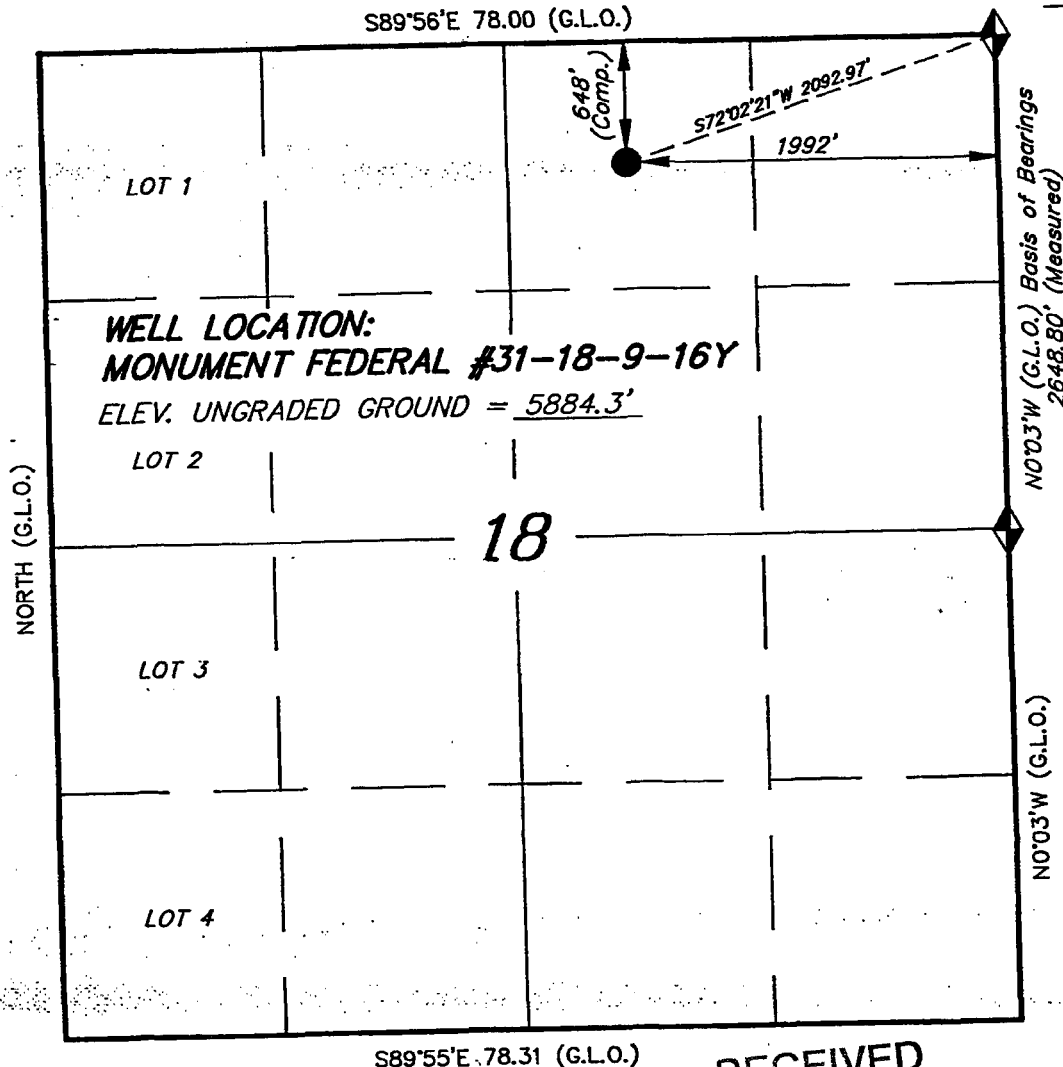 S89°56'E 78.00 (G.L.O.)
648'
(Comp.)
S72°02'21"W 2092.97'
1992'
LOT 1
N0°03'W (G.L.O.) Basis of Bearings
2648.80' (Measured)
WELL LOCATION:
MONUMENT FEDERAL #31-18-9-16Y
ELEV. UNGRADED GROUND = 5884.3'
LOT 2
NORTH (G.L.O.)
18
LOT 3
N0°03'W (G.L.O.)
LOT 4
S89°55'E 78.31 (G.L.O.)
RECEIVED